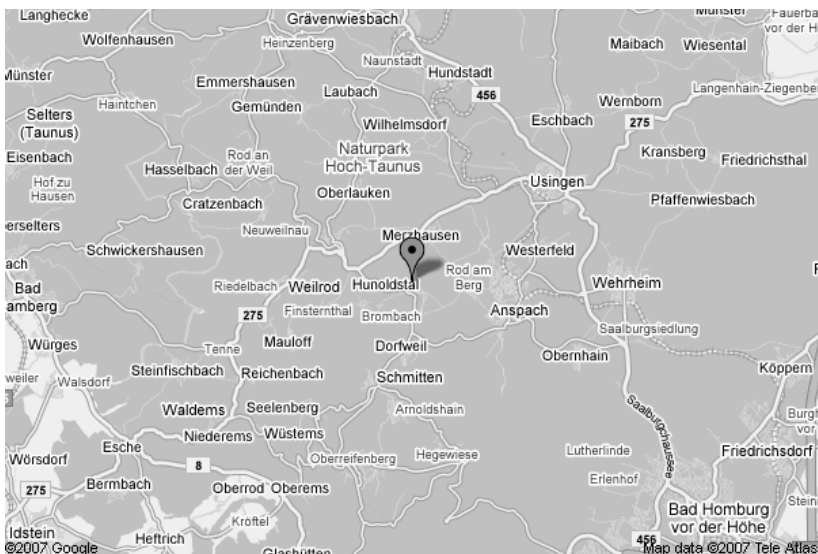 Langhecke
Grävenwiesbach
Münster
Fauerba
vor der H
Wolfenhausen
Heinzenberg
Maibach
Wiesental
Naunstadt
Münster
Emmershausen
Laubach
Hundstadt
Langenhain-Ziegenber
Haintchen
Gemünden
456
Wernborn
Selters
(Taunus)
Wilhelmsdorf
Eschbach
275
Eisenbach
Rod an
der Weil
Naturpark
Hoch-Taunus
Kransberg
Friedrichsthal
Hasselbach
Hof zu
Hausen
Oberlauken
Usingen
Cratzenbach
Pfaffenwiesbach
erselters
Neuweilnau
Merzhausen
Schwickershausen
Westerfeld
ach
Bad
amberg
Riedelbach
Weilrod
Hunoldstal
Rod am
Berg
Wehrheim
275
Finsternthal
Brombach
Anspach
Saalburgsiedlung
Würges
Tenne
Mauloff
Dorfweil
Obernhain
Köppern
weiler
Walsdorf
Steinfischbach
Reichenbach
Schmitten
Waldems
Seelenberg
Arnoldshain
Saalburgchaussee
Burgh
vor
Esche
Niederems
Wüstems
Wörsdorf
8
Oberreifenberg
Hegewiese
Lutherlinde
Friedrichsdorf
275
Bermbach
Oberrod
Oberems
Erlenhof
Stein
Kröftel
Bad Homburg
vor der Höhe
Idstein
Heftrich
Glashütten
456
©2007 Google
Map data ©2007 Tele Atlas